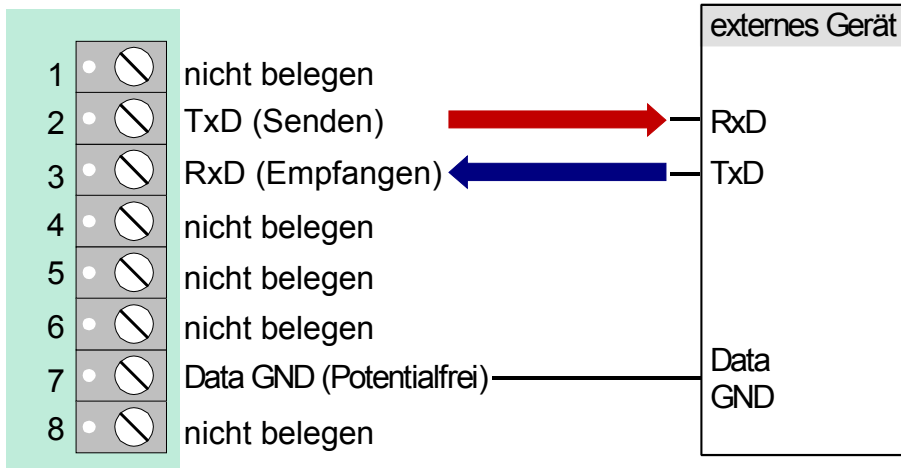 externes Gerät
1 nicht belegen
2 TxD (Senden) RxD
3 RxD (Empfangen) TxD
4 nicht belegen
5 nicht belegen
6 nicht belegen
7 Data GND (Potentialfrei) Data
GND
8 nicht belegen